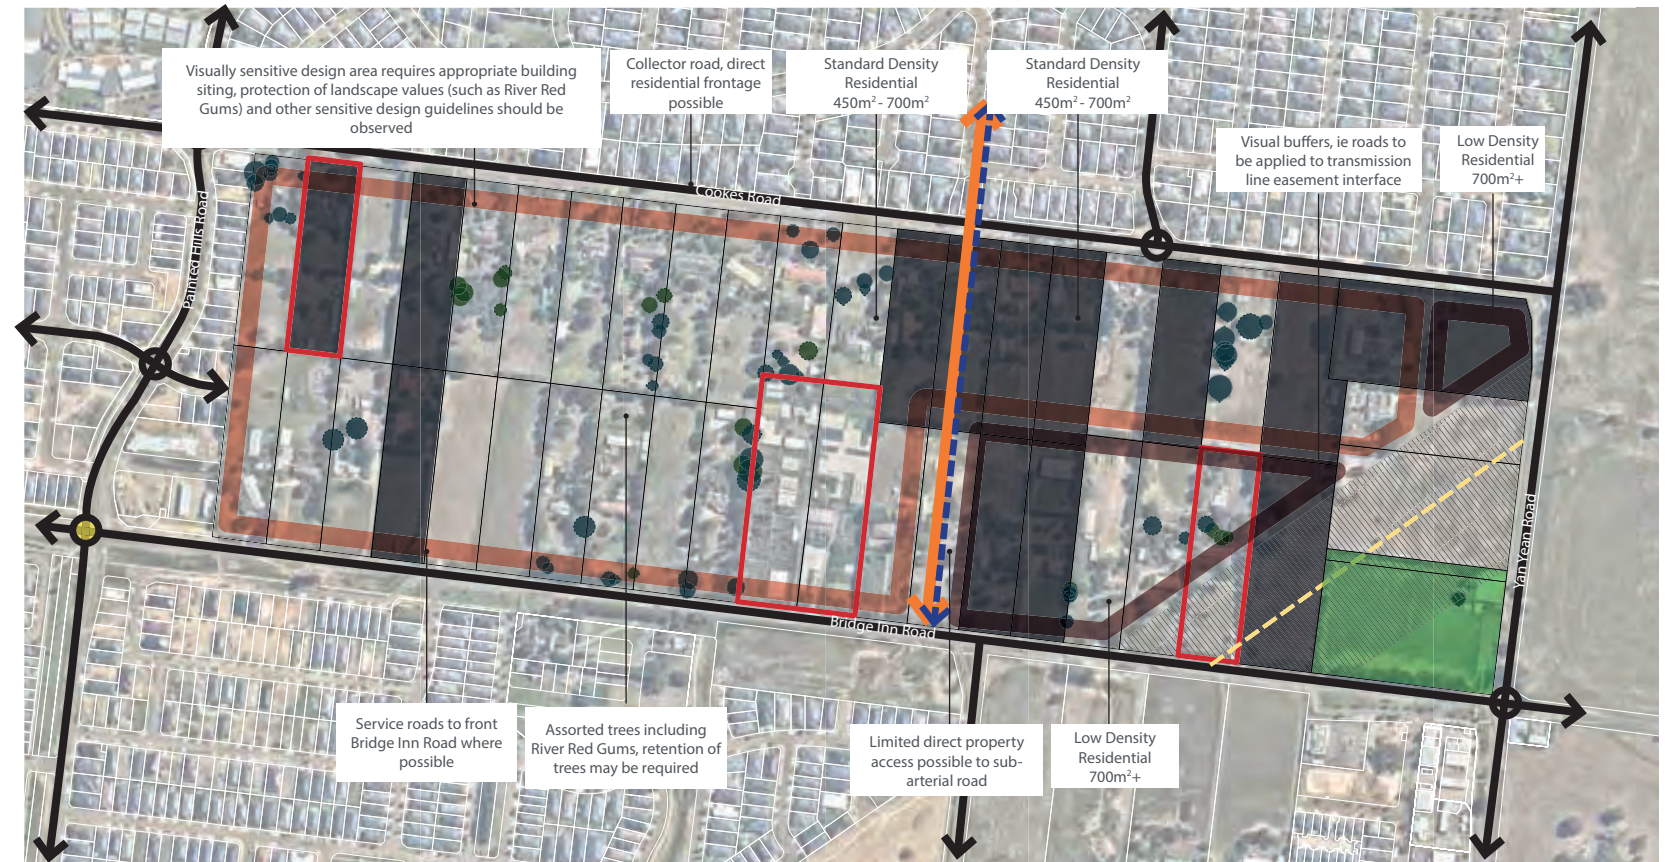 Visually sensitive design area requires appropriate building
siting, protection of landscape values (such as River Red
Gums) and other sensitive design guidelines should be
observed
Collector road, direct
residential frontage
possible
Standard Density
Residential
450m² - 700m²
Standard Density
Residential
450m² - 700m²
Visual buffers, ie roads to
be applied to transmission
line easement interface
Low Density
Residential
700m²+
Cookes Road
Painted Hills Road
Yan Yean Road
Bridge Inn Road
Service roads to front
Bridge Inn Road where
possible
Assorted trees including
River Red Gums, retention of
trees may be required
Limited direct property
access possible to sub-
arterial road
Low Density
Residential
700m²+